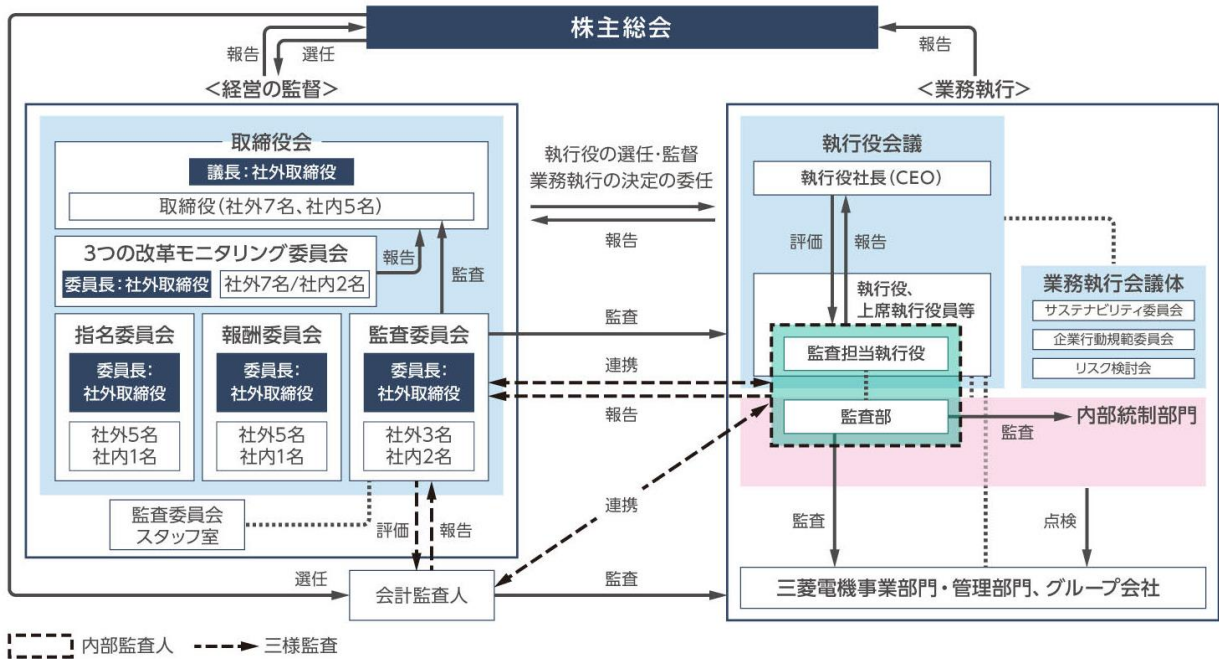 株主総会
報告
選任
報告
＜経営の監督＞
＜業務執行＞
取締役会
議長：社外取締役
取締役（社外7名、社内5名）
3つの改革モニタリング委員会
委員長：社外取締役
社外7名/社内2名
報告
監査
指名委員会
委員長：
社外取締役
社外5名
社内1名
報酬委員会
委員長：
社外取締役
社外5名
社内1名
監査委員会
委員長：
社外取締役
社外3名
社内2名
監査委員会
スタッフ室
評価
報告
選任
会計監査人
監査
執行役の選任・監督
業務執行の決定の委任
報告
監査
連携
報告
連携
執行役会議
執行役社長（CEO）
評価
報告
執行役、
上席執行役員等
監査担当執行役
監査部
監査
内部統制部門
業務執行会議体
サステナビリティ委員会
企業行動規範委員会
リスク検討会
監査
点検
三菱電機事業部門・管理部門、グループ会社
内部監査人
三様監査